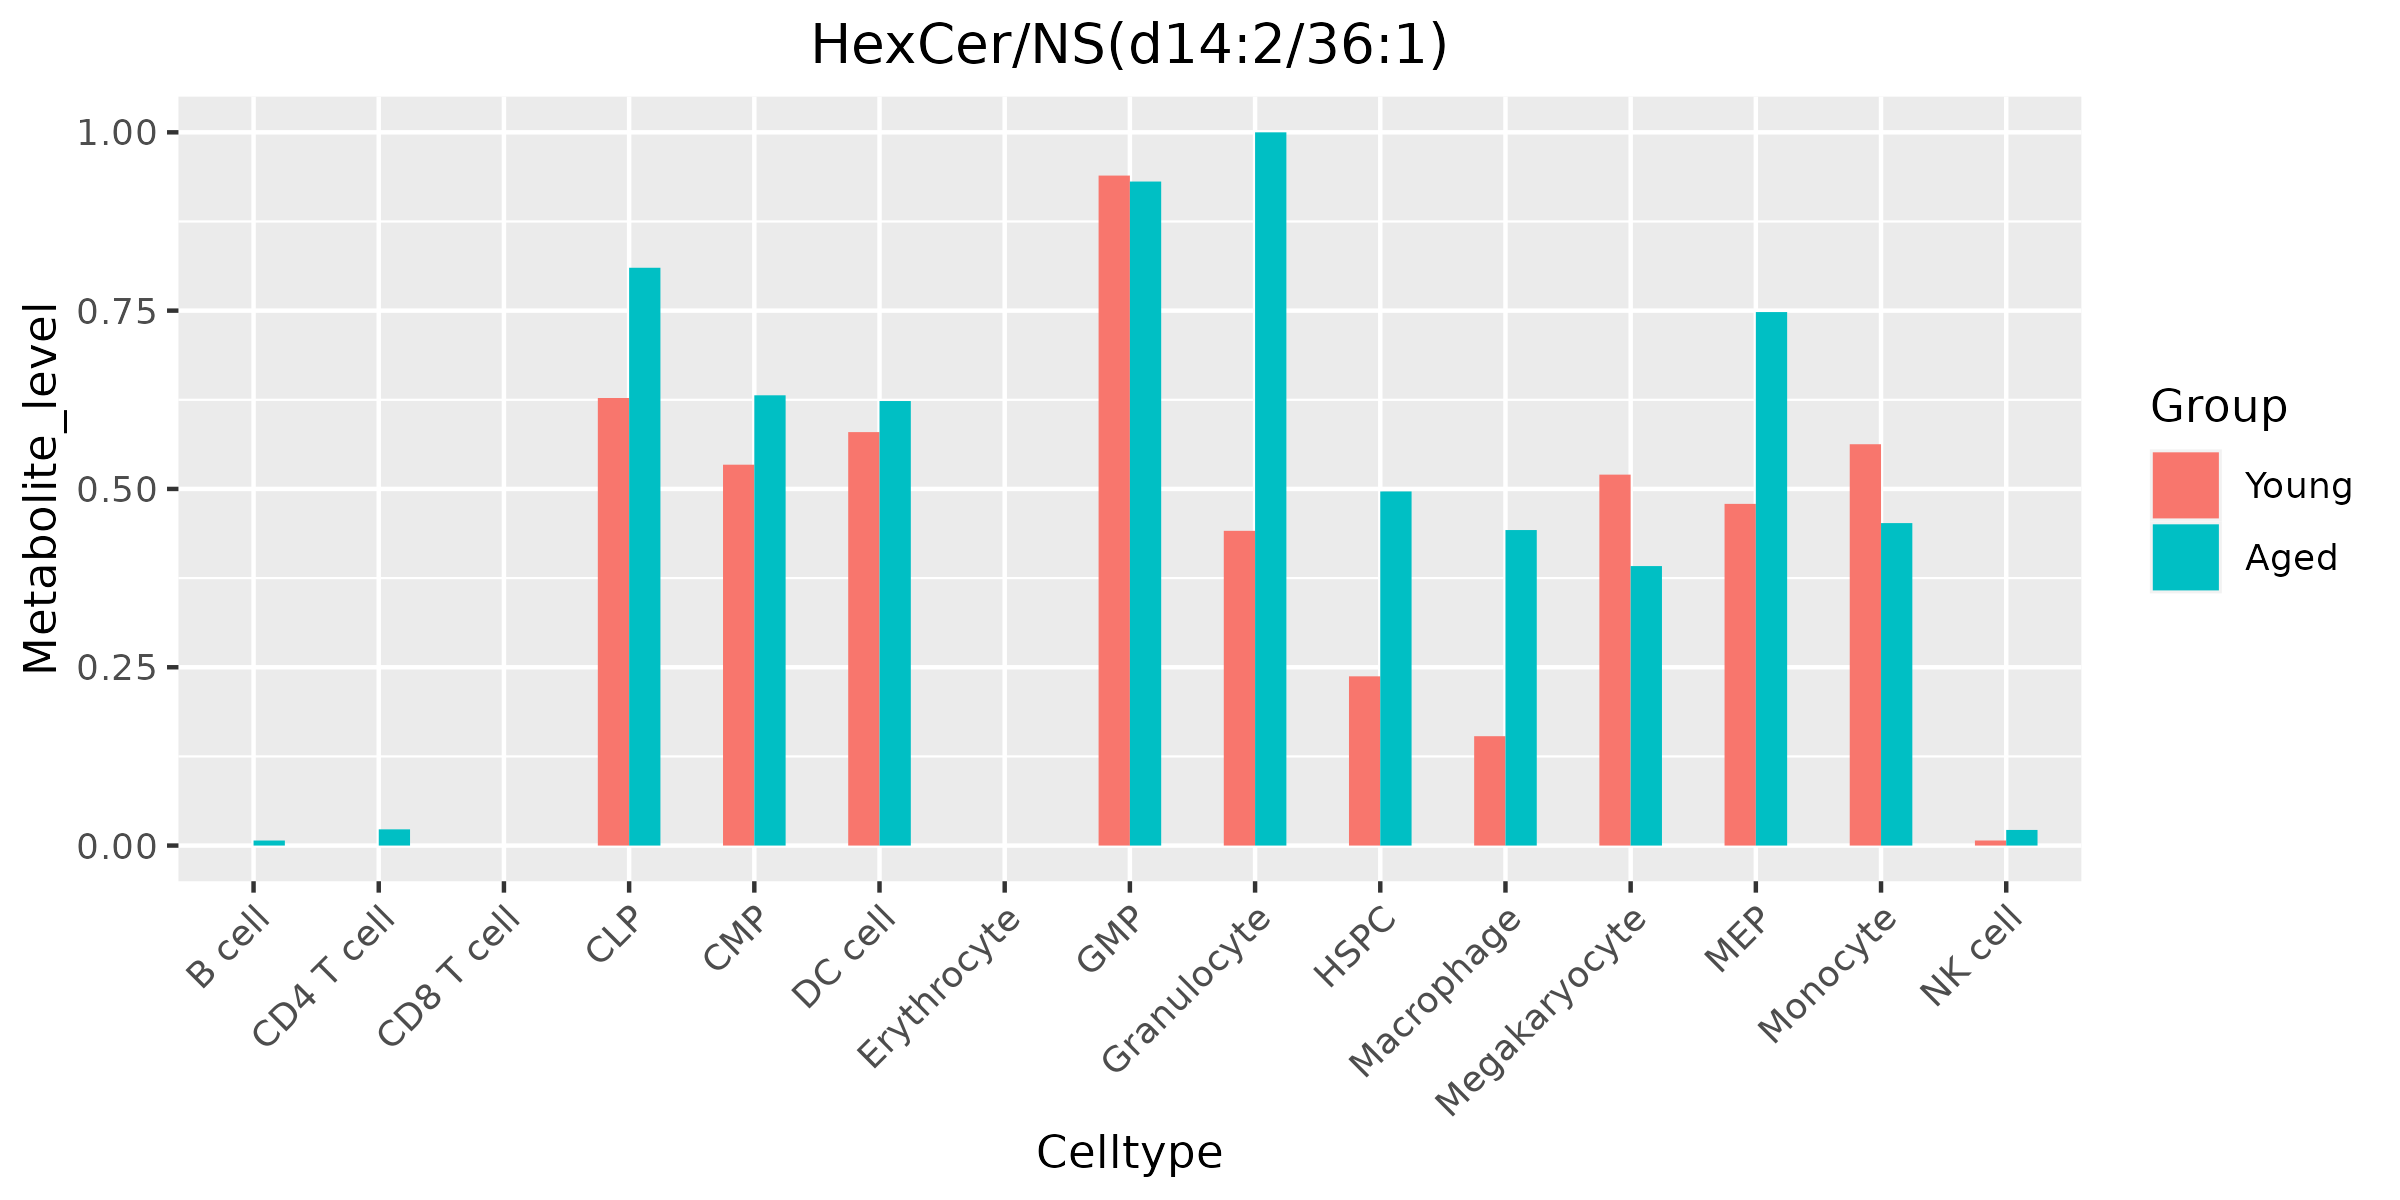 HexCer/NS(d14:2/36:1)
Metabolite_level
1.00
0.75
0.50
0.25
0.00
B cell
CD4 T cell
CD8 T cell
CLP
CMP
DC cell
Erythrocyte
GMP
Granulocyte
HSPC
Macrophage
Megakaryocyte
MEP
Monocyte
NK cell
Celltype
Group
Young
Aged